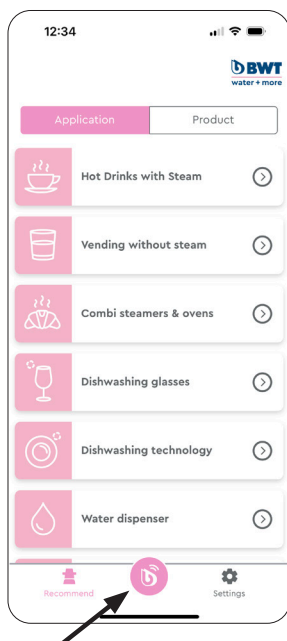 12:34
BWT
water + more
Application
Product
Hot Drinks with Steam
Vending without steam
Combi steamers & ovens
Dishwashing glasses
Dishwashing technology
Water dispenser
Recommend
Settings